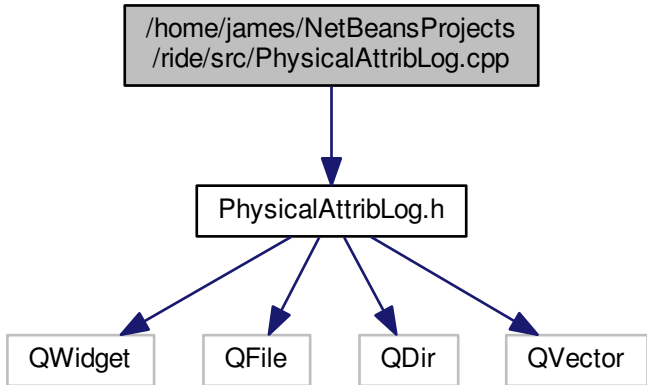 /home/james/NetBeansProjects
/ride/src/PhysicalAttribLog.cpp
PhysicalAttribLog.h
QWidget
QFile
QDir
QVector